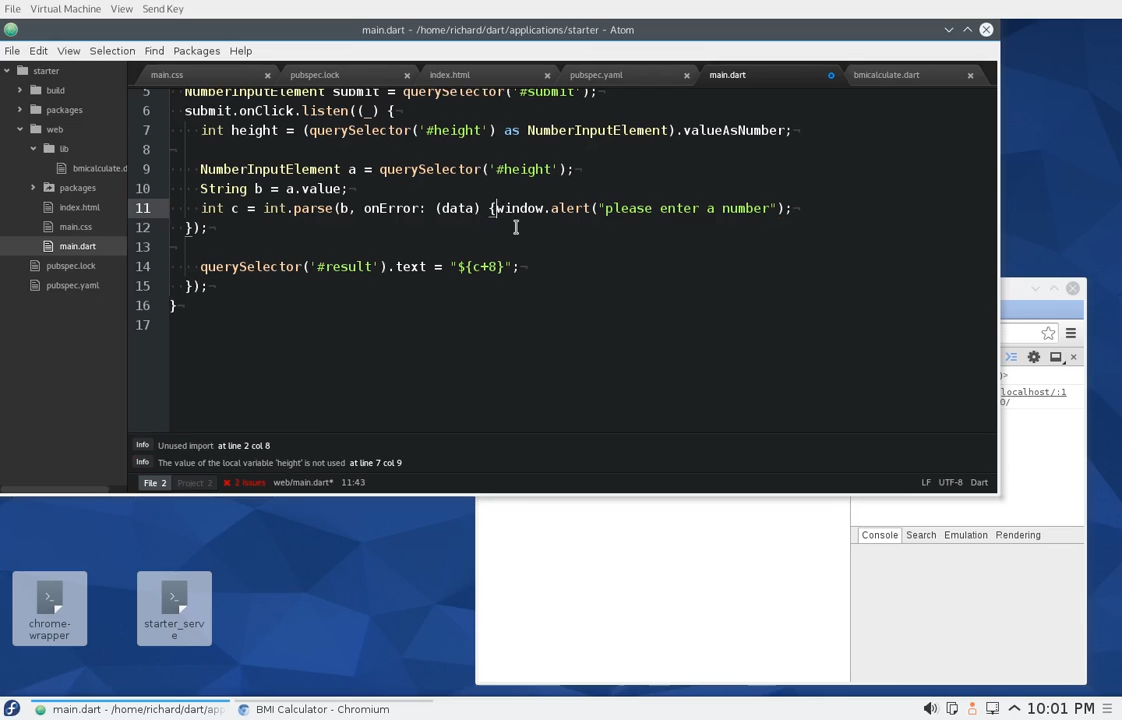 File Virtual Machine View Send Key
main.dart - /home/richard/dart/applications/starter - Atom
File Edit View Selection Find Packages Help
starter
build
packages
web
lib
bmicalculate.d
packages
index.html
main.css
main.dart
pubspec.lock
pubspec.yaml
main.css pubspec.lock index.html pubspec.yaml main.dart bmicalculate.dart
5 NumberInputElement submit = querySelector('#submit');
6 submit.onClick.listen((_) {
7 int height = (querySelector('#height') as NumberInputElement).valueAsNumber;
8
9 NumberInputElement a = querySelector('#height');
10 String b = a.value;
11 int c = int.parse(b, onError: (data) {window.alert("please enter a number");
12 });
13
14 querySelector('#result').text = "${c+8}";
15 });
16 }
17
Info Unused import at line 2 col 8
Info The value of the local variable 'height' is not used at line 7 col 9
File 2 Project 2 2 issues web/main.dart* 11:43 LF UTF-8 Dart
localhost/:1
0/
Console Search Emulation Rendering
chrome-
wrapper
starter_serv
e
main.dart - /home/richard/dart/app BMI Calculator - Chromium 10:01 PM